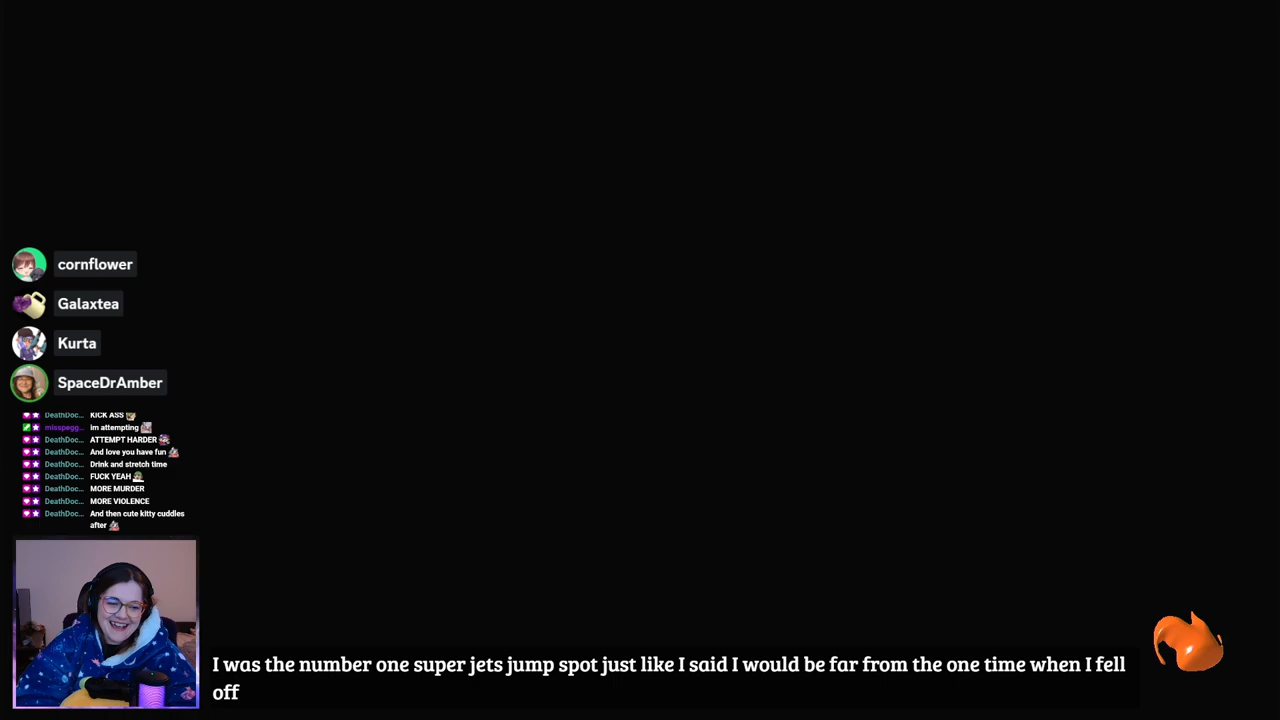 cornflower
Galaxtea
Kurta
SpaceDrAmber
DeathDoc... KICK ASS
misspegg... im attempting
DeathDoc... ATTEMPT HARDER
DeathDoc... And love you have fun
DeathDoc... Drink and stretch time
DeathDoc... FUCK YEAH
DeathDoc... MORE MURDER
DeathDoc... MORE VIOLENCE
DeathDoc... And then cute kitty cuddles
after
I was the number one super jets jump spot just like I said I would be far from the one time when I fell
off